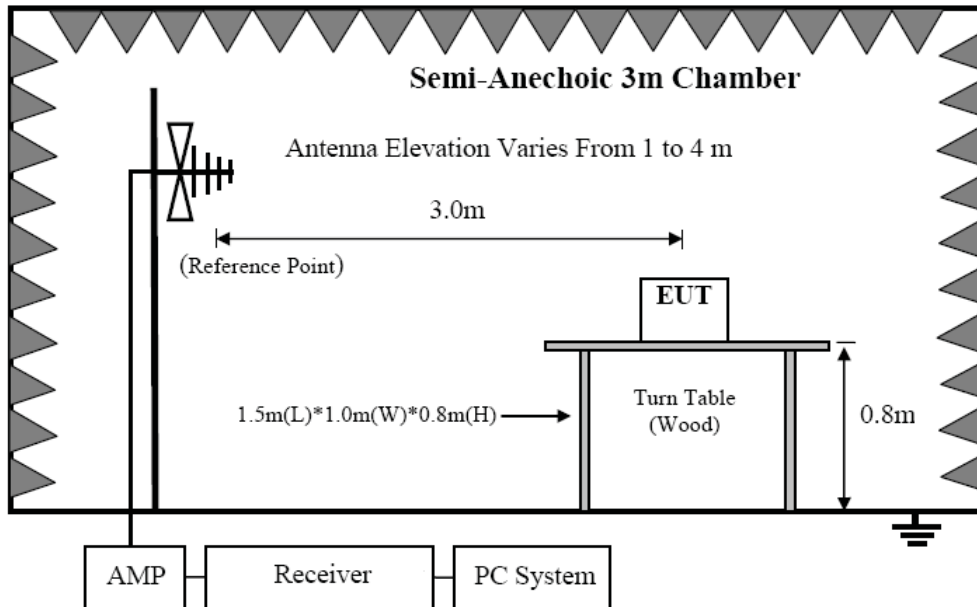 Semi-Anechoic 3m Chamber
Antenna Elevation Varies From 1 to 4 m
3.0m
(Reference Point)
EUT
1.5m(L)*1.0m(W)*0.8m(H)
Turn Table
(Wood)
0.8m
AMP
Receiver
PC System